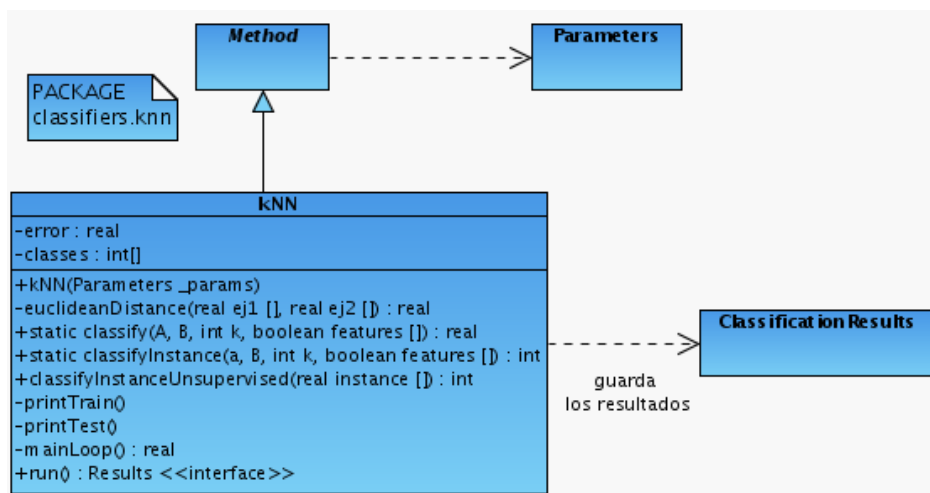 Method
Parameters
PACKAGE
classifiers.knn
kNN
-error : real
-classes : int[]
+kNN(Parameters _params)
-euclideanDistance(real ej1 [], real ej2 []) : real
+static classify(A, B, int k, boolean features []) : real
+static classifyInstance(a, B, int k, boolean features []) : int
+classifyInstanceUnsupervised(real instance []) : int
-printTrain()
-printTest()
-mainLoop() : real
+run() : Results <<interface>>
Classification Results
guarda
los resultados